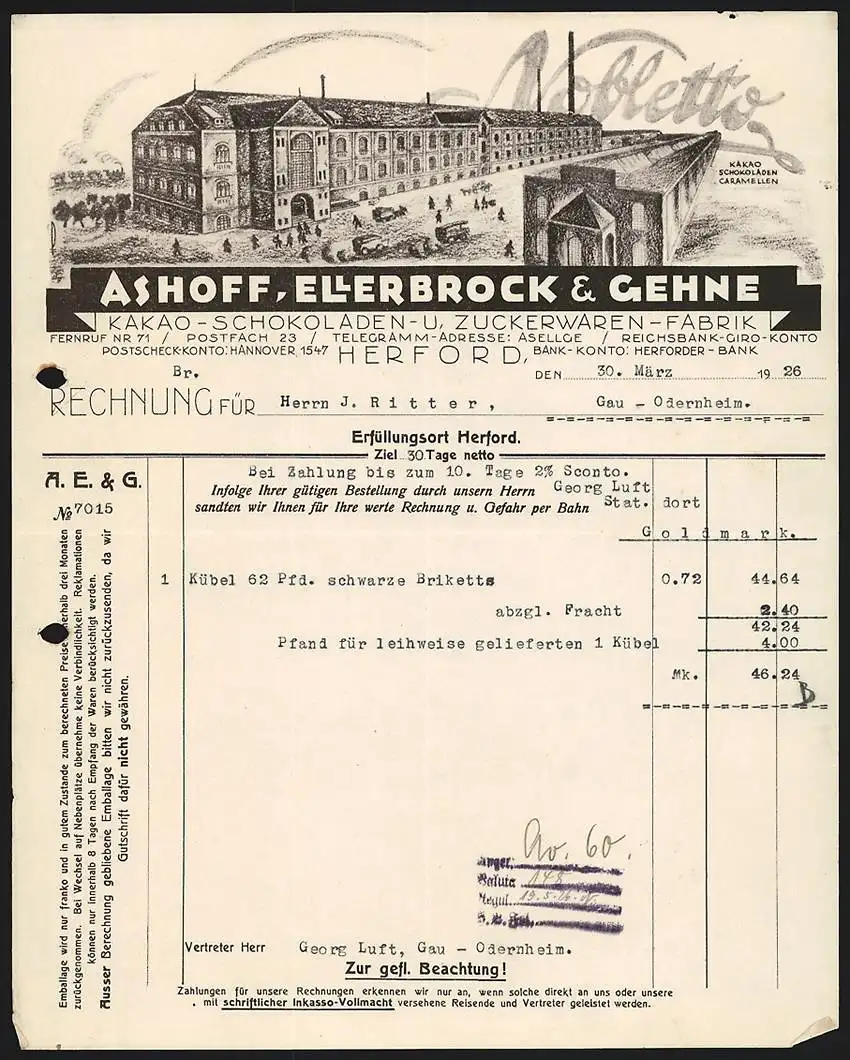 Nobletto
KAKAO
SCHOKOLADEN
CARAMELLEN
ASHOFF, ELLERBROCK & GEHNE
KAKAO-SCHOKOLADEN-U, ZUCKERWAREN-FABRIK
FERNRUF NR 71 / POSTFACH 23 / TELEGRAMM-ADRESSE: ASELLGE / REICHSBANK-GIRO-KONTO
POSTSCHECK-KONTO: HANNOVER 1547 HERFORD, BANK-KONTO: HERFORDER-BANK
Br. DEN 30. März 1926
RECHNUNG FÜR Herrn J. Ritter, Gau - Odernheim.
Erfüllungsort Herford.
Ziel 30 Tage netto
A. E. & G.
№ 7015
Bei Zahlung bis zum 10. Tage 2% Sconto.
Infolge Ihrer gütigen Bestellung durch unsern Herrn Georg Luft
sandten wir Ihnen für Ihre werte Rechnung u. Gefahr per Bahn Stat. dort
Goldmark.
1 Kübel 62 Pfd. schwarze Briketts 0.72 44.64
abzgl. Fracht 2.40
42.24
Pfand für leihweise gelieferten 1 Kübel 4.00
Mk. 46.24
B
Emballage wird nur franko und in gutem Zustande zum berechneten Preise innerhalb drei Monaten
zurückgenommen. Bei Wechsel auf Nebenplätze übernehme keine Verbindlichkeit. Reklamationen
können nur innerhalb 8 Tagen nach Empfang der Waren berücksichtigt werden.
Ausser Berechnung gebliebene Emballage bitten wir nicht zurückzusenden, da wir
Gutschrift dafür nicht gewähren.
60.
Valuta 148
Regul. 19.5.26
Vertreter Herr Georg Luft, Gau - Odernheim.
Zur gefl. Beachtung!
Zahlungen für unsere Rechnungen erkennen wir nur an, wenn solche direkt an uns oder unsere
mit schriftlicher Inkasso-Vollmacht versehene Reisende und Vertreter geleistet werden.